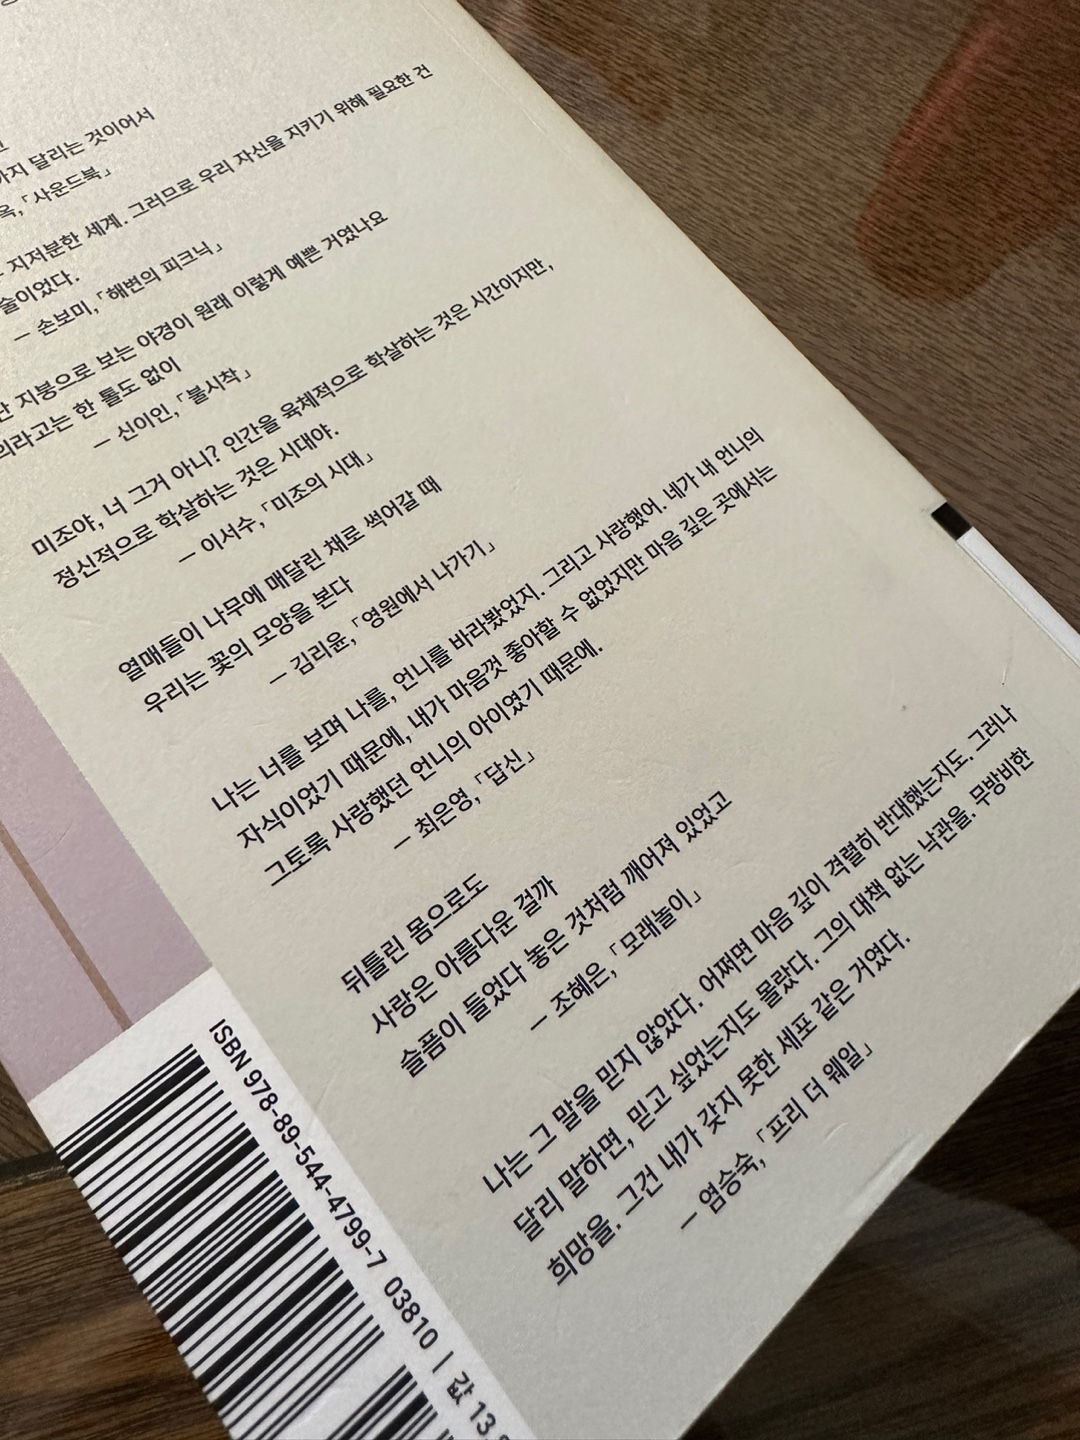 달리는 것이어서
「사운드북」
지저분한 세계. 그러므로 우리 자신을 지키기 위해 필요한 건
술이었다.
— 손보미, 「해변의 피크닉」
지붕으로 보는 야경이 원래 이렇게 예쁜 거였나요
한 톨도 없이
— 신이인, 「불시착」
미조야, 너 그거 아니? 인간을 육체적으로 학살하는 것은 시간이지만,
정신적으로 학살하는 것은 시대야.
— 이서수, 「미조의 시대」
열매들이 나무에 매달린 채로 썩어갈 때
우리는 꽃의 모양을 본다
— 김리윤, 「영원에서 나가기」
나는 너를 보며 나를, 언니를 바라봤었지. 그리고 사랑했어. 네가 내 언니의
자식이었기 때문에, 내가 마음껏 좋아할 수 없었지만 마음 깊은 곳에서는
그토록 사랑했던 언니의 아이였기 때문에.
— 최은영, 「답신」
뒤틀린 몸으로도
사랑은 아름다운 걸까
슬픔이 들었다 놓은 것처럼 깨어져 있었고
— 조혜은, 「모래놀이」
나는 그 말을 믿지 않았다. 어쩌면 마음 깊이 격렬히 반대했는지도. 그러나
달리 말하면, 믿고 싶었는지도 몰랐다. 그의 대책 없는 낙관을. 무방비한
희망을. 그건 내가 갖지 못한 세포 같은 거였다.
— 염승숙, 「프리 더 웨일」
ISBN 978-89-544-4799-7 03810 | 값 13,